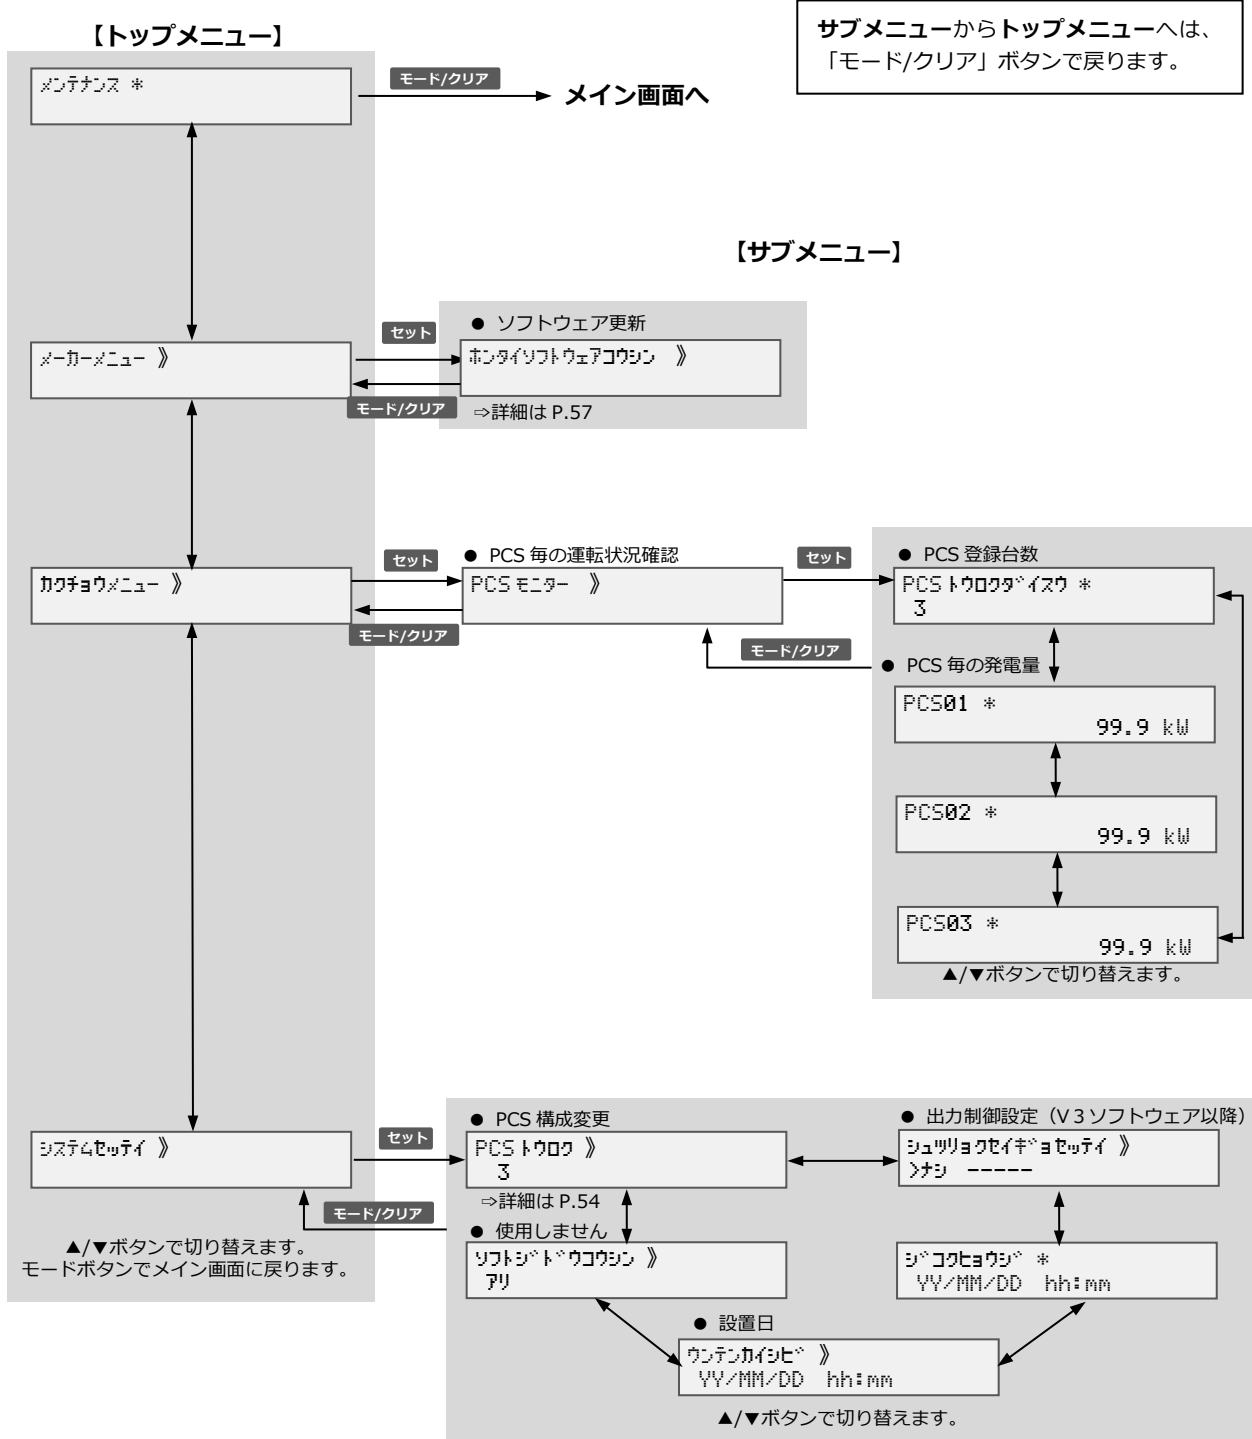 サブメニューからトップメニューへは、
「モード/クリア」ボタンで戻ります。
【トップメニュー】
メンテナンス *
モード/クリア
メイン画面へ
【サブメニュー】
メーカーメニュー 》
セット
モード/クリア
● ソフトウェア更新
ホンタイソフトウェアコウシン 》
⇨詳細は P.57
カクチョウメニュー 》
セット
モード/クリア
● PCS 毎の運転状況確認
PCS モニター 》
セット
モード/クリア
● PCS 登録台数
PCS トウロクダイスウ *
3
● PCS 毎の発電量
PCS01 *
99.9 kW
PCS02 *
99.9 kW
PCS03 *
99.9 kW
▲/▼ボタンで切り替えます。
システムセッテイ 》
セット
モード/クリア
▲/▼ボタンで切り替えます。
モードボタンでメイン画面に戻ります。
● PCS 構成変更
PCS トウロク 》
3
⇨詳細は P.54
● 出力制御設定（V 3 ソフトウェア以降）
シュツリョクセイギョセッテイ 》
>ナシ -----
● 使用しません
ソフトジドウコウシン 》
アリ
ジコクヒョウジ *
YY/MM/DD hh:mm
● 設置日
ウンテンカイシビ 》
YY/MM/DD hh:mm
▲/▼ボタンで切り替えます。